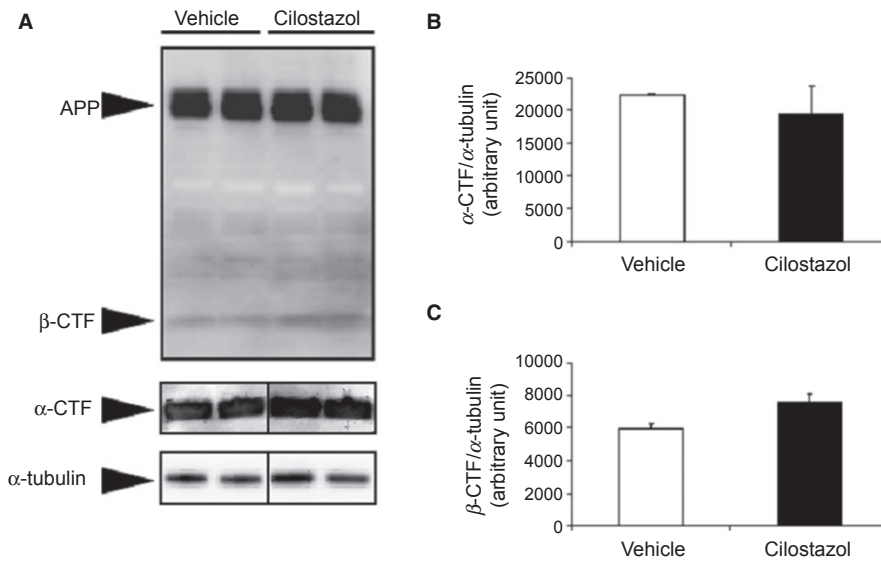 A
Vehicle Cilostazol
APP
β-CTF
α-CTF
α-tubulin
B
α-CTF/α-tubulin
(arbitrary unit)
25000
20000
15000
10000
5000
0
Vehicle Cilostazol
C
β-CTF/α-tubulin
(arbitrary unit)
10000
8000
6000
4000
2000
0
Vehicle Cilostazol